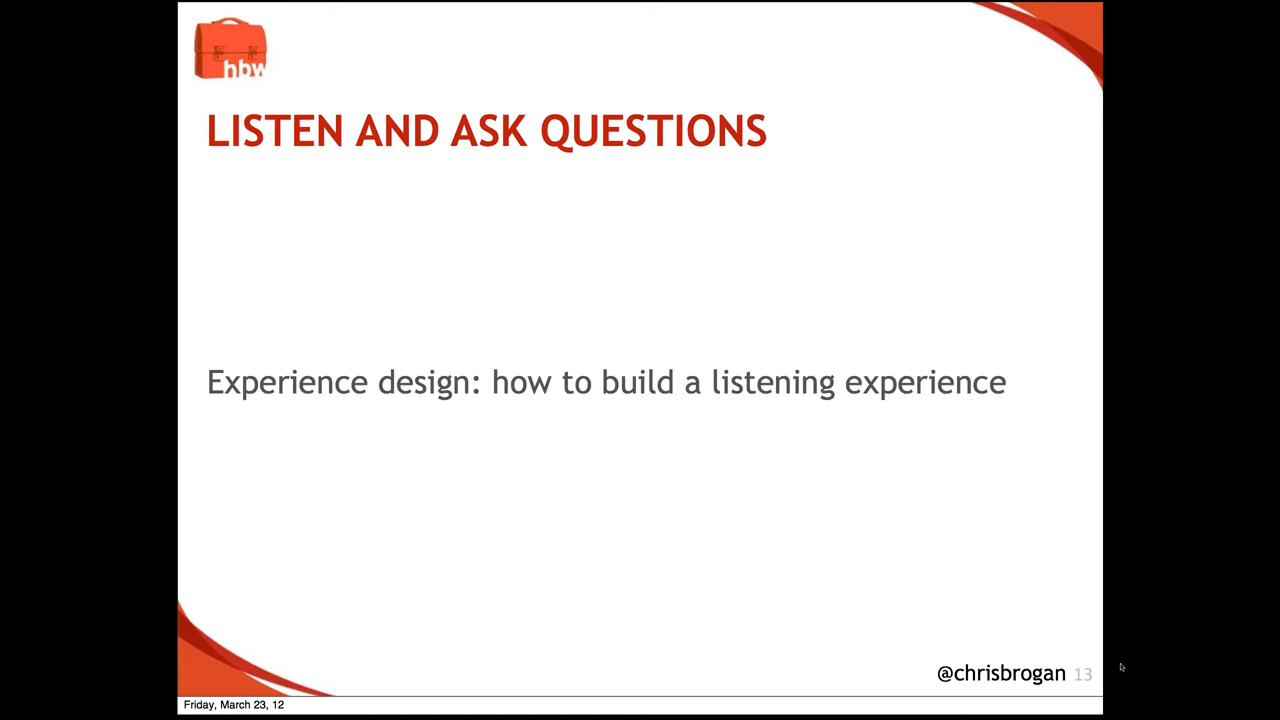 hbw
LISTEN AND ASK QUESTIONS
Experience design: how to build a listening experience
@chrisbrogan 13
Friday, March 23, 12